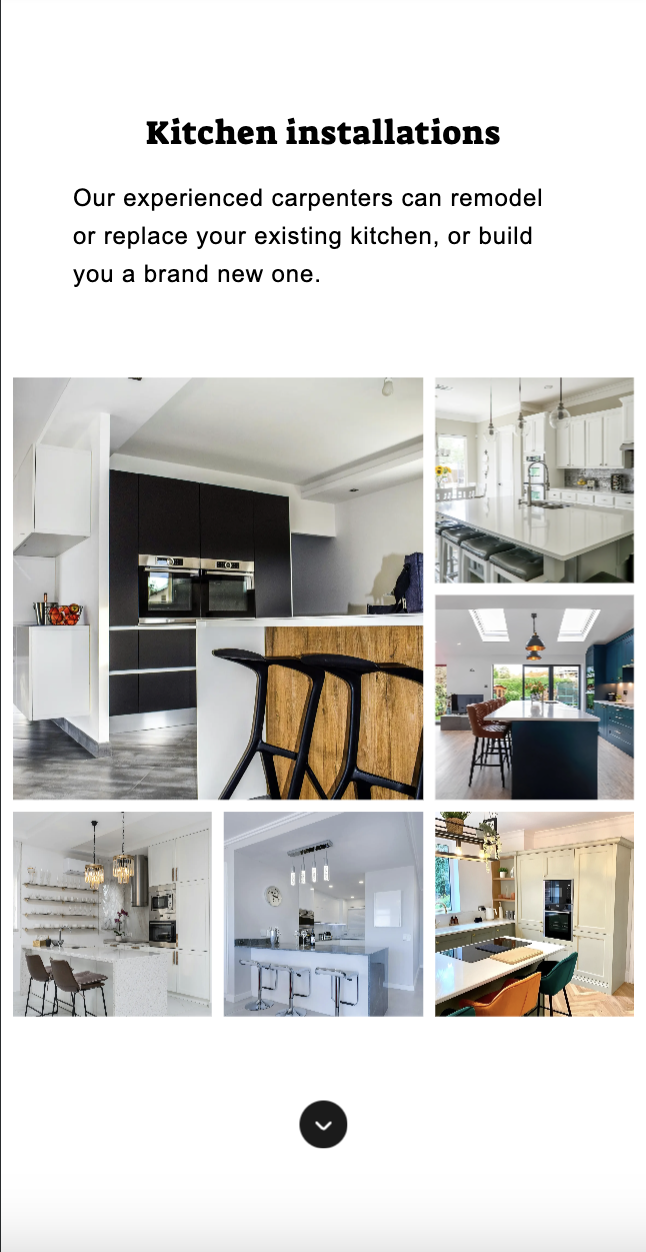 Kitchen installations
Our experienced carpenters can remodel
or replace your existing kitchen, or build
you a brand new one.